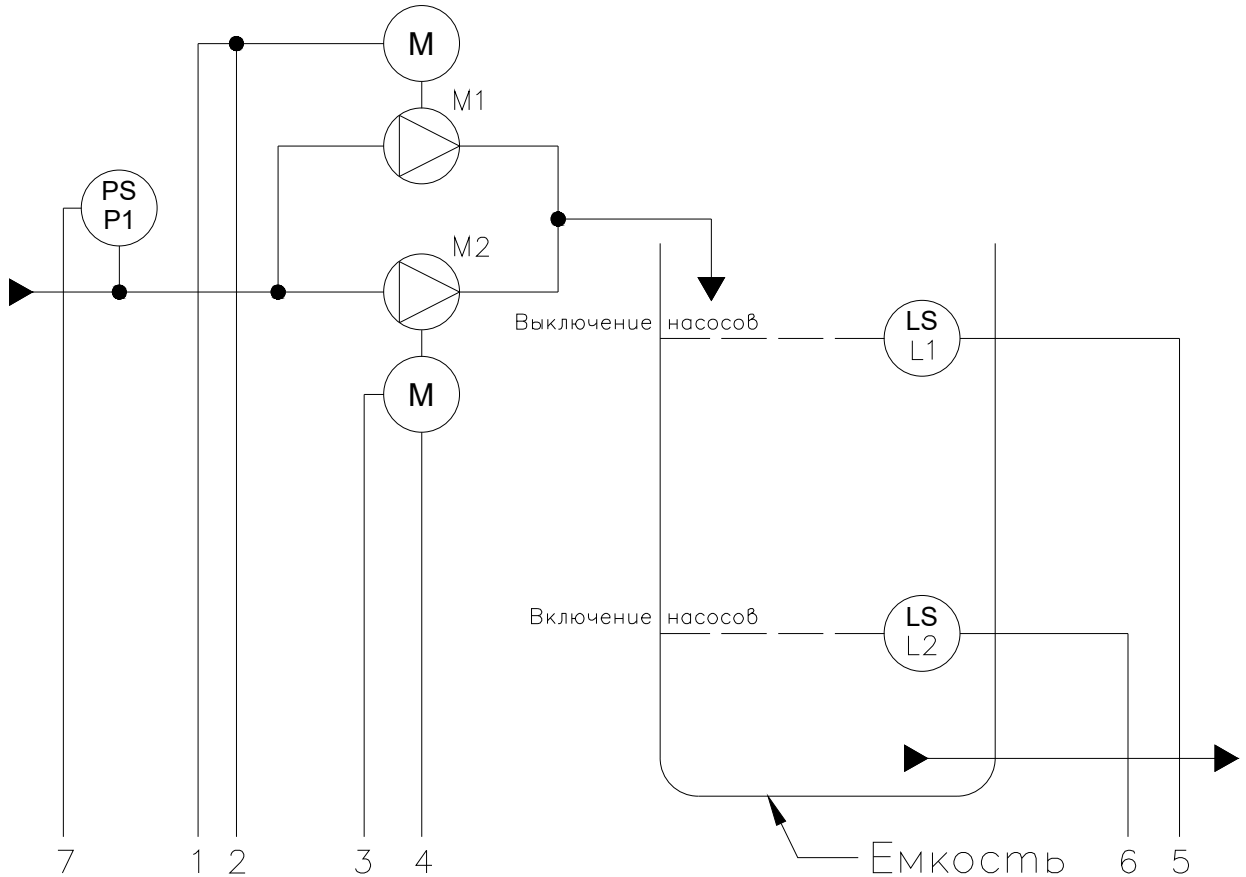 M
M1
PS
P1
M2
Выключение насосов
LS
L1
M
Включение насосов
LS
L2
Емкость
7 1 2 3 4 6 5